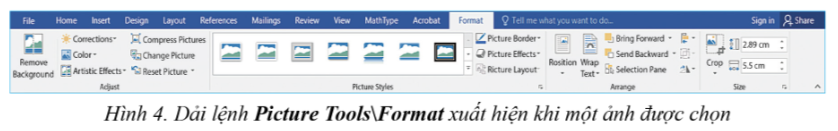 File Home Insert Design Layout References Mailings Review View MathType Acrobat Format Tell me what you want to do... Sign in Share
Remove Background
Corrections
Color
Artistic Effects
Compress Pictures
Change Picture
Reset Picture
Adjust
Picture Styles
Picture Border
Picture Effects
Picture Layout
Position Wrap Text
Bring Forward
Send Backward
Selection Pane
Arrange
Crop
2.89 cm
5.5 cm
Size
Hình 4. Dải lệnh Picture Tools\Format xuất hiện khi một ảnh được chọn